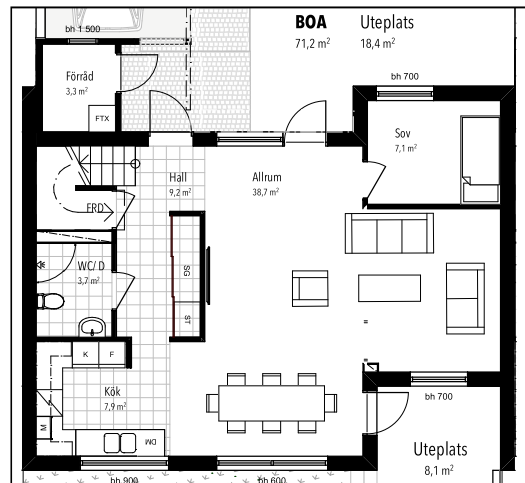 BOA
71,2 m²
Uteplats
18,4 m²
bh 1 500
Förråd
3,3 m²
FTX
bh 700
Sov
7,1 m²
Hall
9,2 m²
Allrum
38,7 m²
FRD
WC/ D
3,7 m²
SG
ST
K
F
Kök
7,9 m²
M
DM
bh 900
bh 600
bh 700
Uteplats
8,1 m²